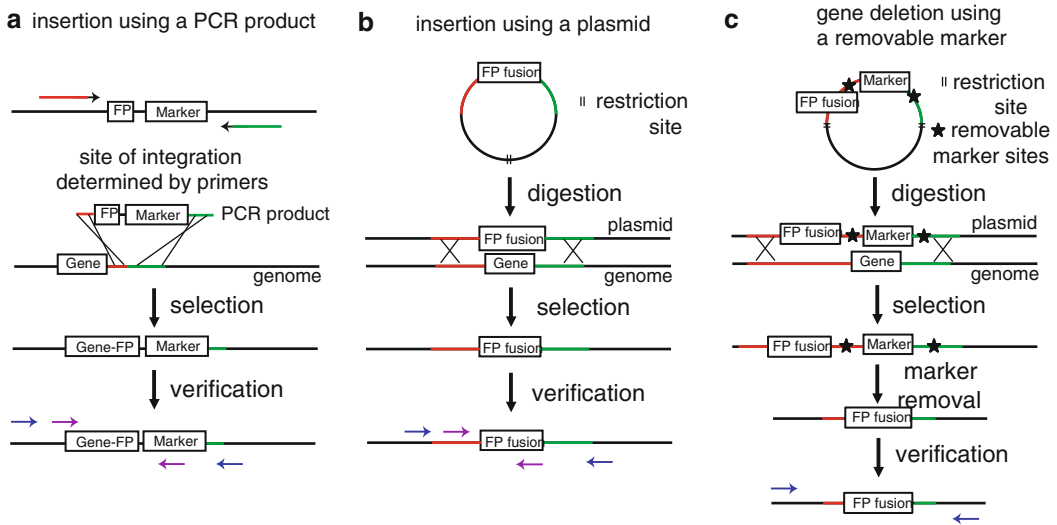 a insertion using a PCR product
FP
Marker
site of integration
determined by primers
FP
Marker
PCR product
Gene
genome
selection
Gene-FP
Marker
verification
Gene-FP
Marker
b insertion using a plasmid
FP fusion
= restriction
site
digestion
plasmid
FP fusion
Gene
genome
selection
FP fusion
verification
FP fusion
c gene deletion using
a removable marker
Marker
FP fusion
= restriction
site
★ removable
marker sites
digestion
plasmid
FP fusion
Marker
Gene
genome
selection
FP fusion
Marker
marker
removal
FP fusion
verification
FP fusion